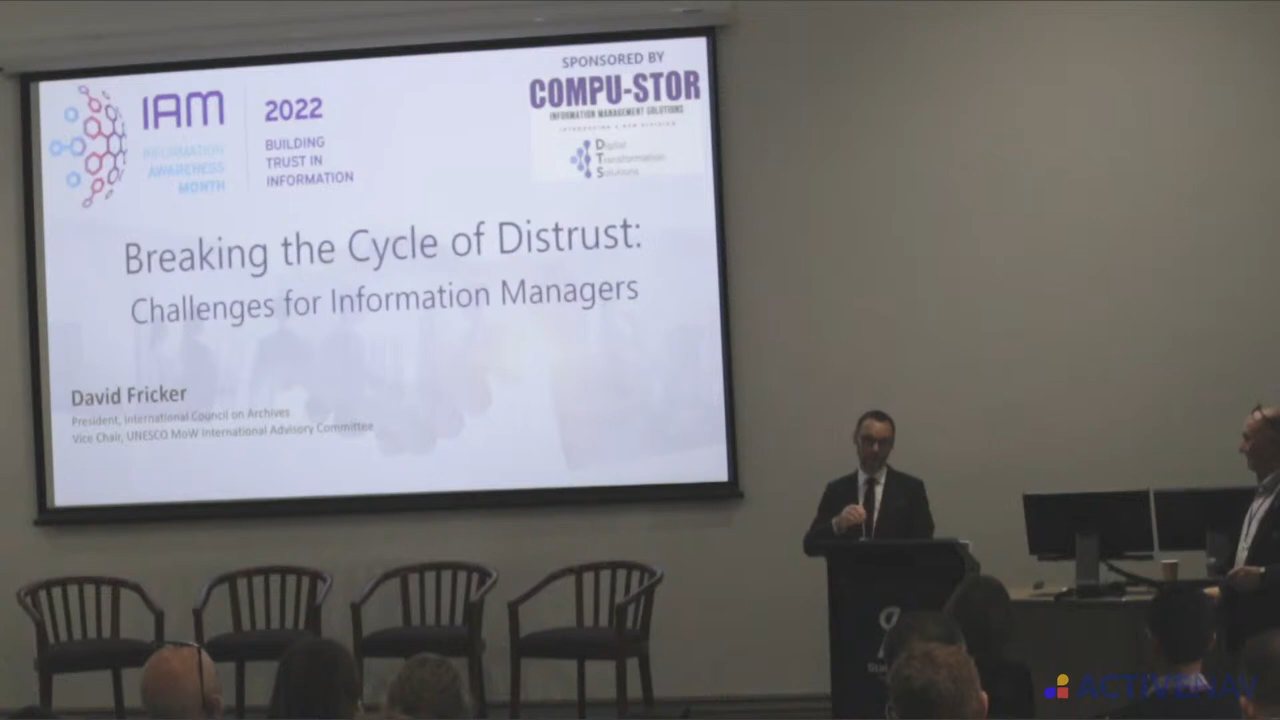 IAM
INFORMATION
AWARENESS
MONTH
2022
BUILDING
TRUST IN
INFORMATION
SPONSORED BY
COMPU-STOR
INFORMATION MANAGEMENT SOLUTIONS
Digital
Transformation
Solutions
Breaking the Cycle of Distrust:
Challenges for Information Managers
David Fricker
President, International Council on Archives
Vice Chair, UNESCO MoW International Advisory Committee
ACTIVENAV